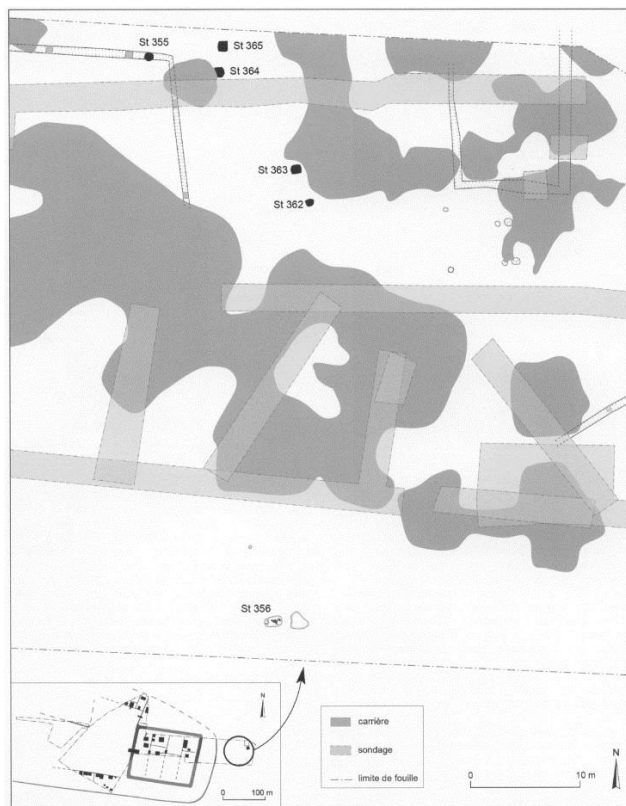 St 355
St 365
St 364
St 363
St 362
St 356
N
0 100 m
carrière
sondage
limite de fouille
0 10 m
N